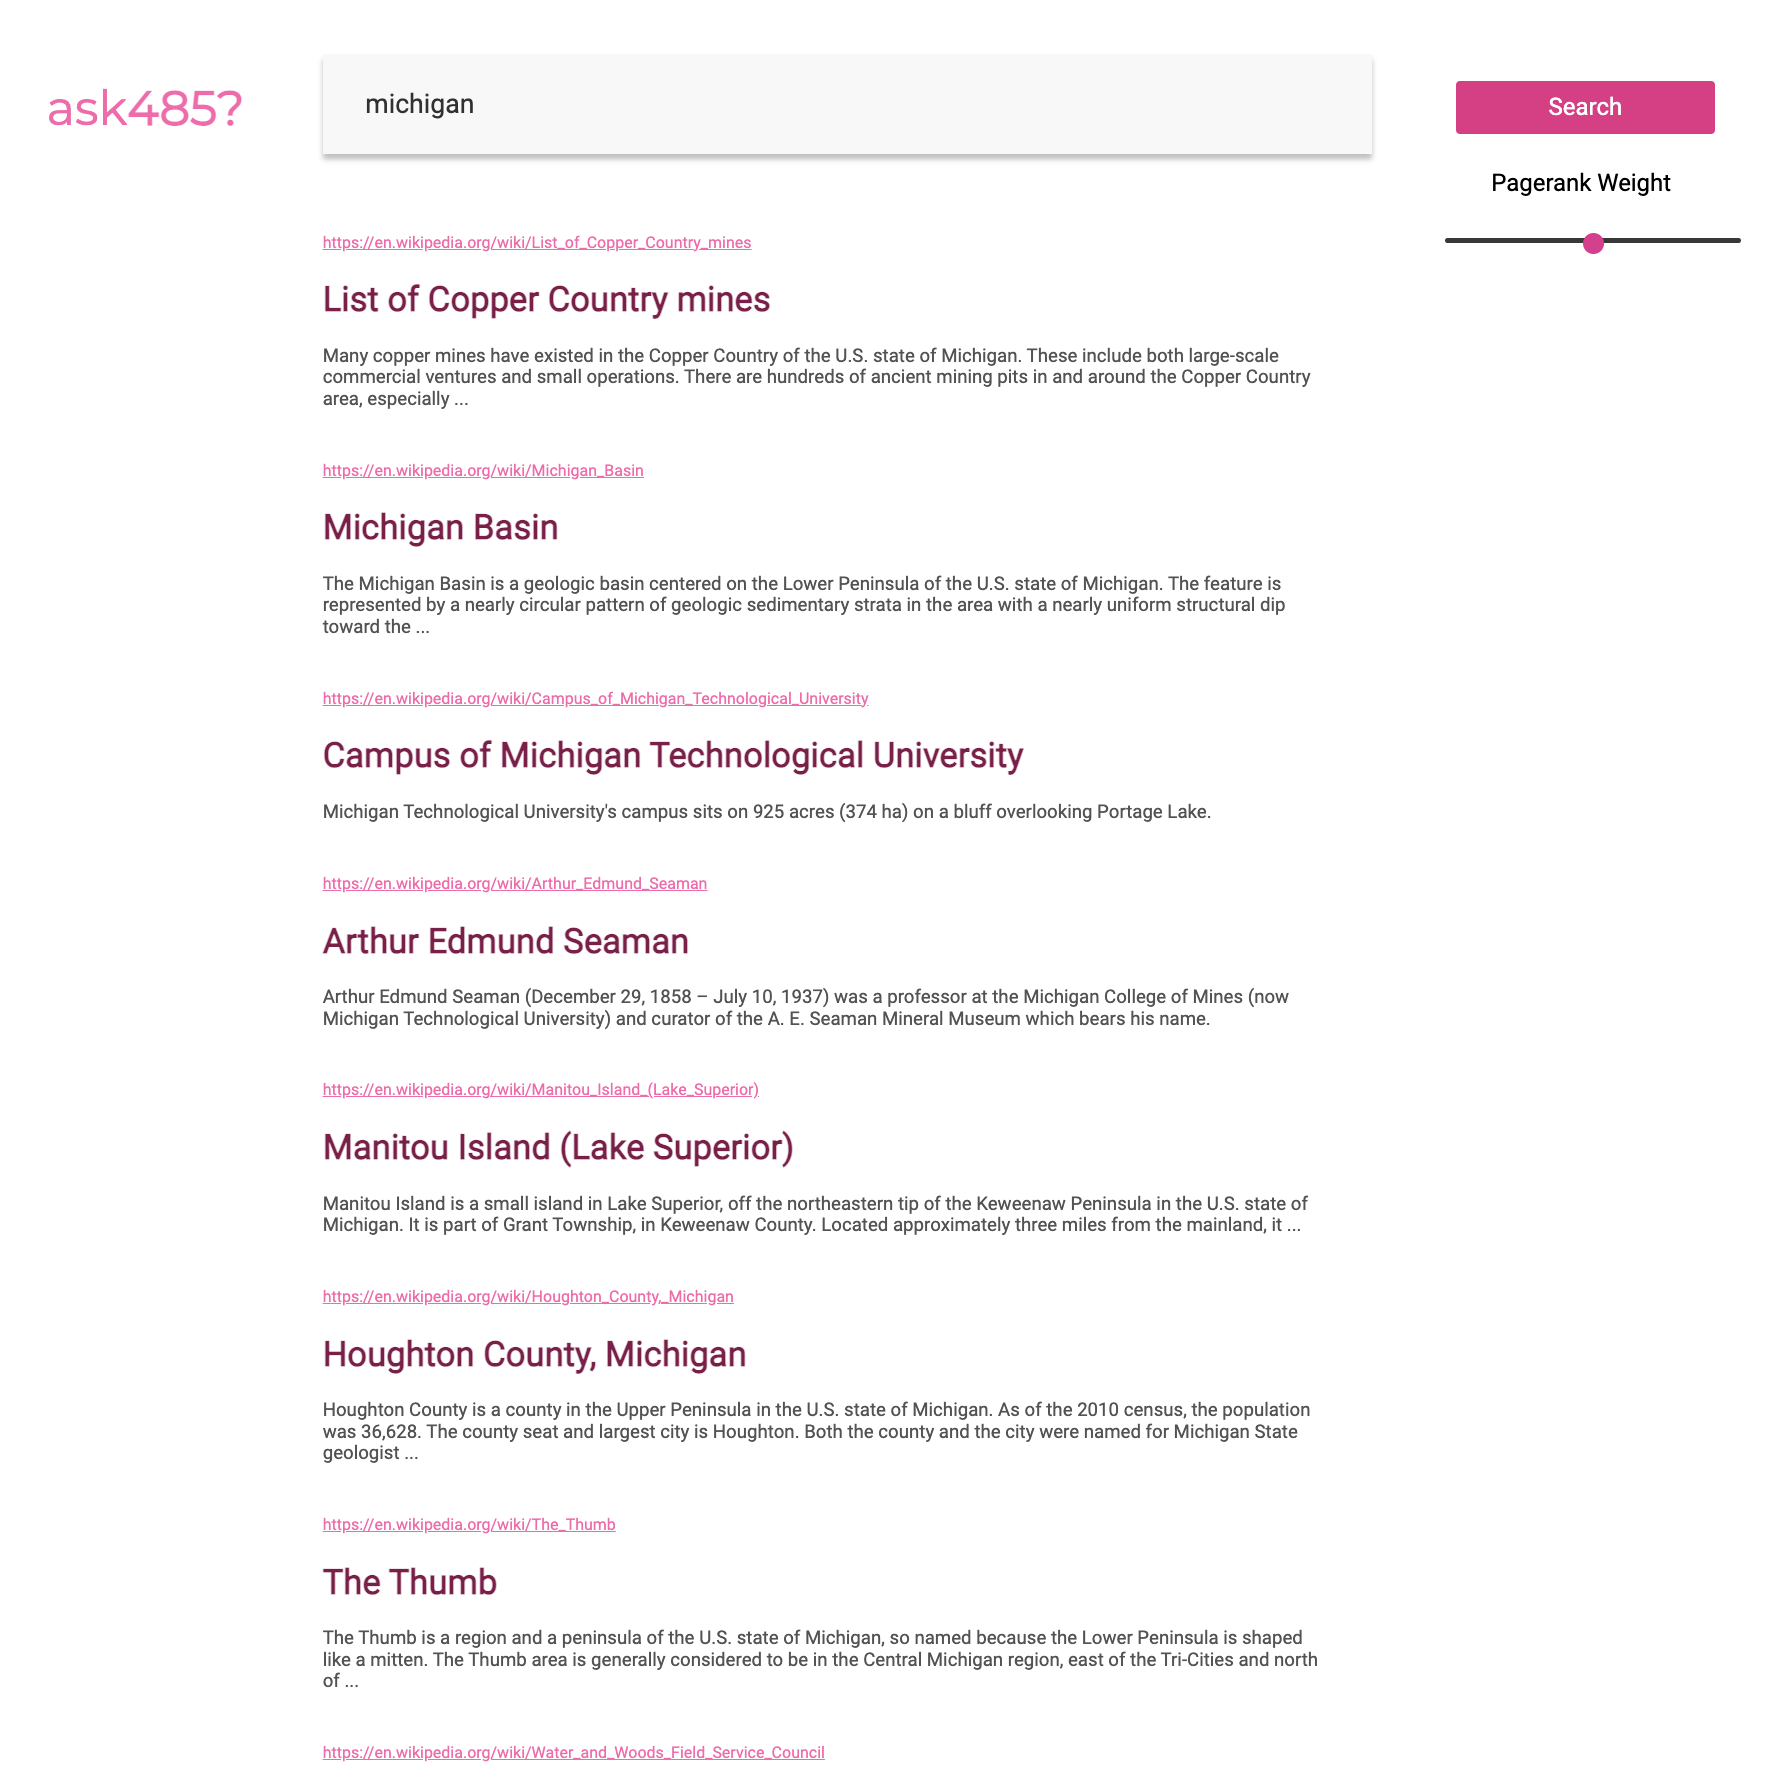 ask485?
michigan
Search
Pagerank Weight
https://en.wikipedia.org/wiki/List_of_Copper_Country_mines
List of Copper Country mines
Many copper mines have existed in the Copper Country of the U.S. state of Michigan. These include both large-scale
commercial ventures and small operations. There are hundreds of ancient mining pits in and around the Copper Country
area, especially ...
https://en.wikipedia.org/wiki/Michigan_Basin
Michigan Basin
The Michigan Basin is a geologic basin centered on the Lower Peninsula of the U.S. state of Michigan. The feature is
represented by a nearly circular pattern of geologic sedimentary strata in the area with a nearly uniform structural dip
toward the ...
https://en.wikipedia.org/wiki/Campus_of_Michigan_Technological_University
Campus of Michigan Technological University
Michigan Technological University's campus sits on 925 acres (374 ha) on a bluff overlooking Portage Lake.
https://en.wikipedia.org/wiki/Arthur_Edmund_Seaman
Arthur Edmund Seaman
Arthur Edmund Seaman (December 29, 1858 – July 10, 1937) was a professor at the Michigan College of Mines (now
Michigan Technological University) and curator of the A. E. Seaman Mineral Museum which bears his name.
https://en.wikipedia.org/wiki/Manitou_Island_(Lake_Superior)
Manitou Island (Lake Superior)
Manitou Island is a small island in Lake Superior, off the northeastern tip of the Keweenaw Peninsula in the U.S. state of
Michigan. It is part of Grant Township, in Keweenaw County. Located approximately three miles from the mainland, it ...
https://en.wikipedia.org/wiki/Houghton_County,_Michigan
Houghton County, Michigan
Houghton County is a county in the Upper Peninsula in the U.S. state of Michigan. As of the 2010 census, the population
was 36,628. The county seat and largest city is Houghton. Both the county and the city were named for Michigan State
geologist ...
https://en.wikipedia.org/wiki/The_Thumb
The Thumb
The Thumb is a region and a peninsula of the U.S. state of Michigan, so named because the Lower Peninsula is shaped
like a mitten. The Thumb area is generally considered to be in the Central Michigan region, east of the Tri-Cities and north
of ...
https://en.wikipedia.org/wiki/Water_and_Woods_Field_Service_Council